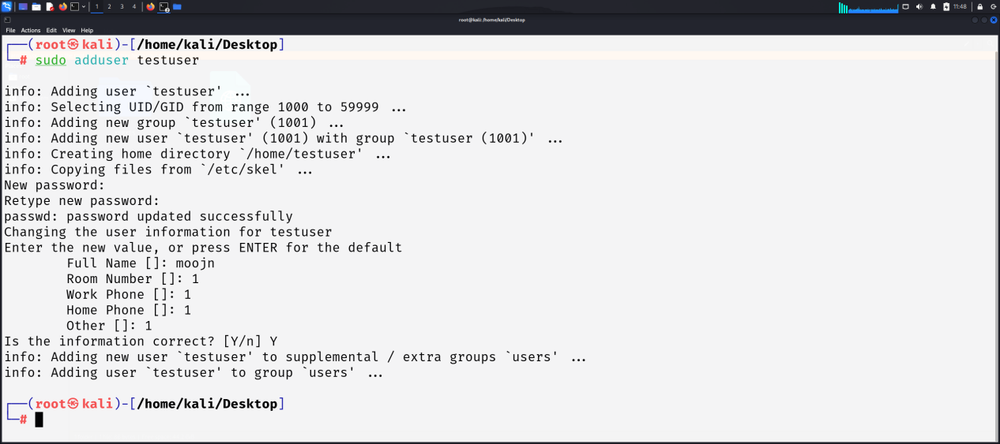 1 2 3 4 2 11:48
root@kali: /home/kali/Desktop
File Actions Edit View Help
┌──(root㉿kali)-[/home/kali/Desktop]
└─# sudo adduser testuser
info: Adding user `testuser' ...
info: Selecting UID/GID from range 1000 to 59999 ...
info: Adding new group `testuser' (1001) ...
info: Adding new user `testuser' (1001) with group `testuser (1001)' ...
info: Creating home directory `/home/testuser' ...
info: Copying files from `/etc/skel' ...
New password:
Retype new password:
passwd: password updated successfully
Changing the user information for testuser
Enter the new value, or press ENTER for the default
Full Name []: moojn
Room Number []: 1
Work Phone []: 1
Home Phone []: 1
Other []: 1
Is the information correct? [Y/n] Y
info: Adding new user `testuser' to supplemental / extra groups `users' ...
info: Adding user `testuser' to group `users' ...
┌──(root㉿kali)-[/home/kali/Desktop]
└─#